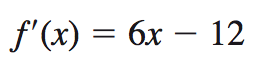 f′(x) = 6x − 12